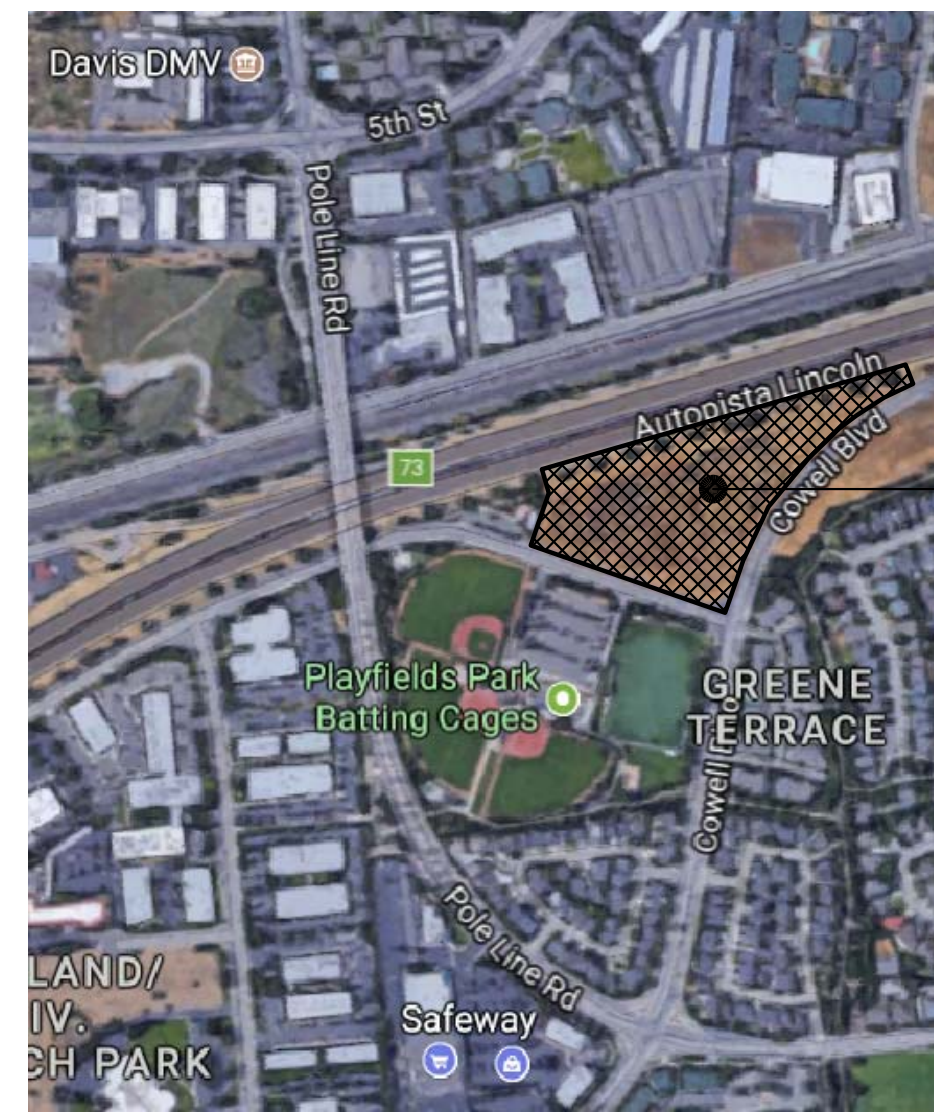 Davis DMV
5th St
Pole Line Rd
Autopista Lincoln
73
Cowell Blvd
Playfields Park
Batting Cages
GREENE
TERRACE
Cowell
Pole Line Rd
LAND/
IV.
CH PARK
Safeway